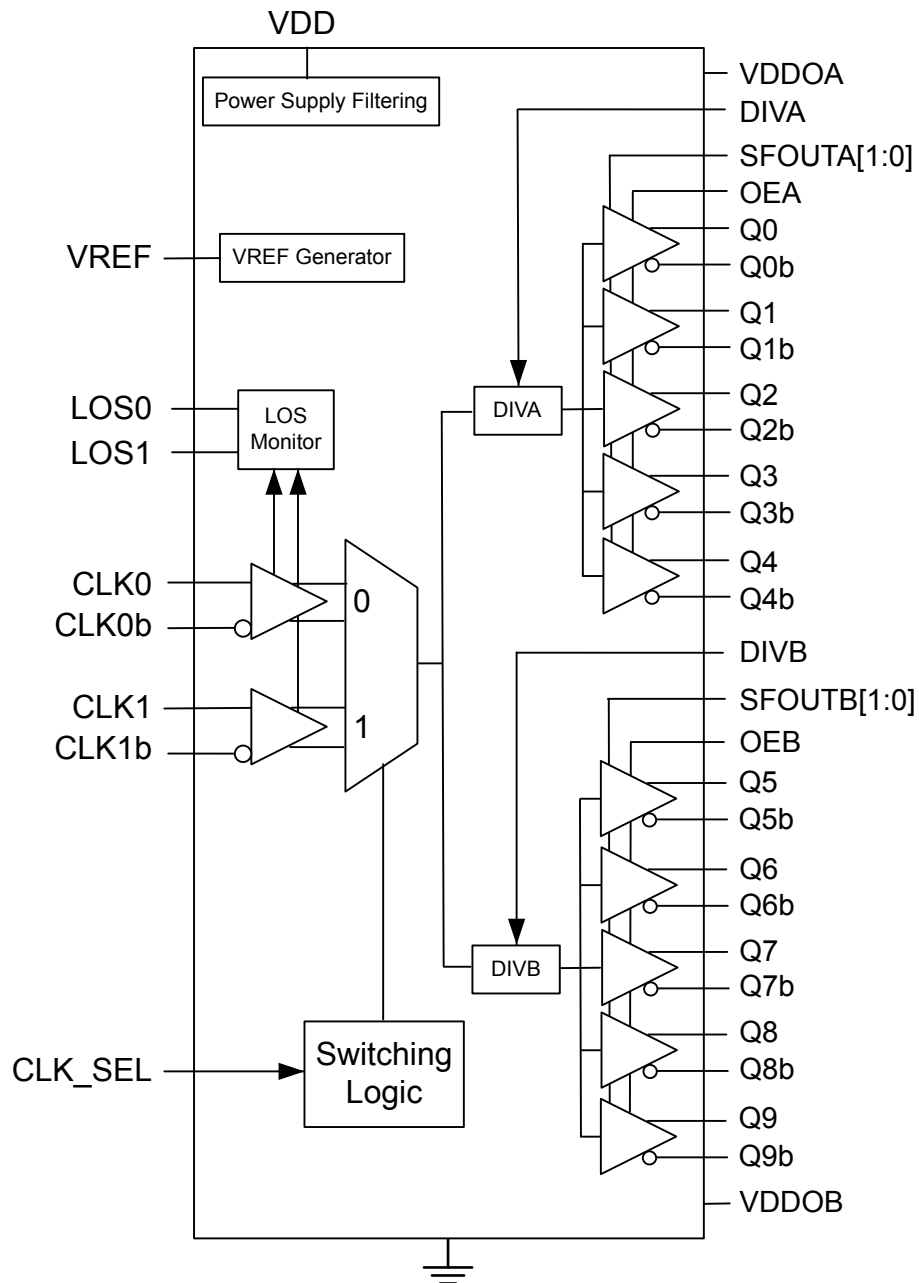 VDD
Power Supply Filtering
VREF
VREF Generator
LOS0
LOS1
LOS
Monitor
CLK0
CLK0b
CLK1
CLK1b
0
1
CLK_SEL
Switching
Logic
DIVA
DIVB
VDDOA
DIVA
SFOUTA[1:0]
OEA
Q0
Q0b
Q1
Q1b
Q2
Q2b
Q3
Q3b
Q4
Q4b
DIVB
SFOUTB[1:0]
OEB
Q5
Q5b
Q6
Q6b
Q7
Q7b
Q8
Q8b
Q9
Q9b
VDDOB